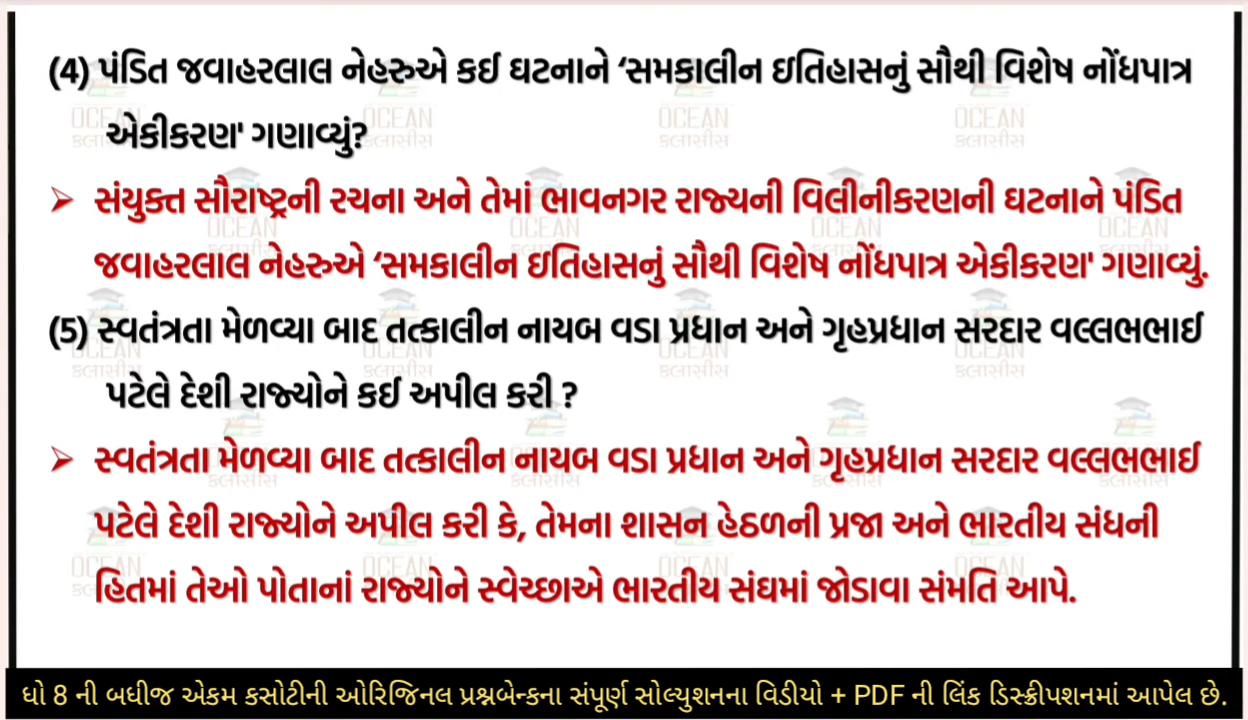 (4) પંડિત જવાહરલાલ નેહરુએ કઈ ઘટનાને ‘સમકાલીન ઇતિહાસનું સૌથી વિશેષ નોંધપાત્ર
એકીકરણ' ગણાવ્યું?
➢ સંયુક્ત સૌરાષ્ટ્રની રચના અને તેમાં ભાવનગર રાજ્યની વિલીનીકરણની ઘટનાને પંડિત
જવાહરલાલ નેહરુએ ‘સમકાલીન ઇતિહાસનું સૌથી વિશેષ નોંધપાત્ર એકીકરણ' ગણાવ્યું.
(5) સ્વતંત્રતા મેળવ્યા બાદ તત્કાલીન નાયબ વડા પ્રધાન અને ગૃહપ્રધાન સરદાર વલ્લભભાઈ
પટેલે દેશી રાજ્યોને કઈ અપીલ કરી ?
➢ સ્વતંત્રતા મેળવ્યા બાદ તત્કાલીન નાયબ વડા પ્રધાન અને ગૃહપ્રધાન સરદાર વલ્લભભાઈ
પટેલે દેશી રાજ્યોને અપીલ કરી કે, તેમના શાસન હેઠળની પ્રજા અને ભારતીય સંધની
હિતમાં તેઓ પોતાનાં રાજ્યોને સ્વેચ્છાએ ભારતીય સંઘમાં જોડાવા સંમતિ આપે.
ધો 8 ની બધીજ એકમ કસોટીની ઓરિજિનલ પ્રશ્નબેન્કના સંપૂર્ણ સોલ્યુશનના વિડીયો + PDF ની લિંક ડિસ્ક્રીપશનમાં આપેલ છે.